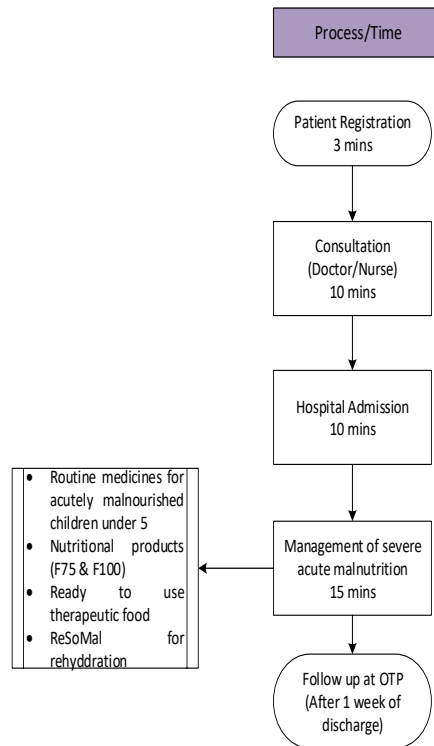 Process/Time
Patient Registration
3 mins
Consultation
(Doctor/Nurse)
10 mins
Hospital Admission
10 mins
• Routine medicines for
acutely malnourished
children under 5
• Nutritional products
(F75 & F100)
• Ready to use
therapeutic food
• ReSoMal for
rehyddration
Management of severe
acute malnutrition
15 mins
Follow up at OTP
(After 1 week of
discharge)